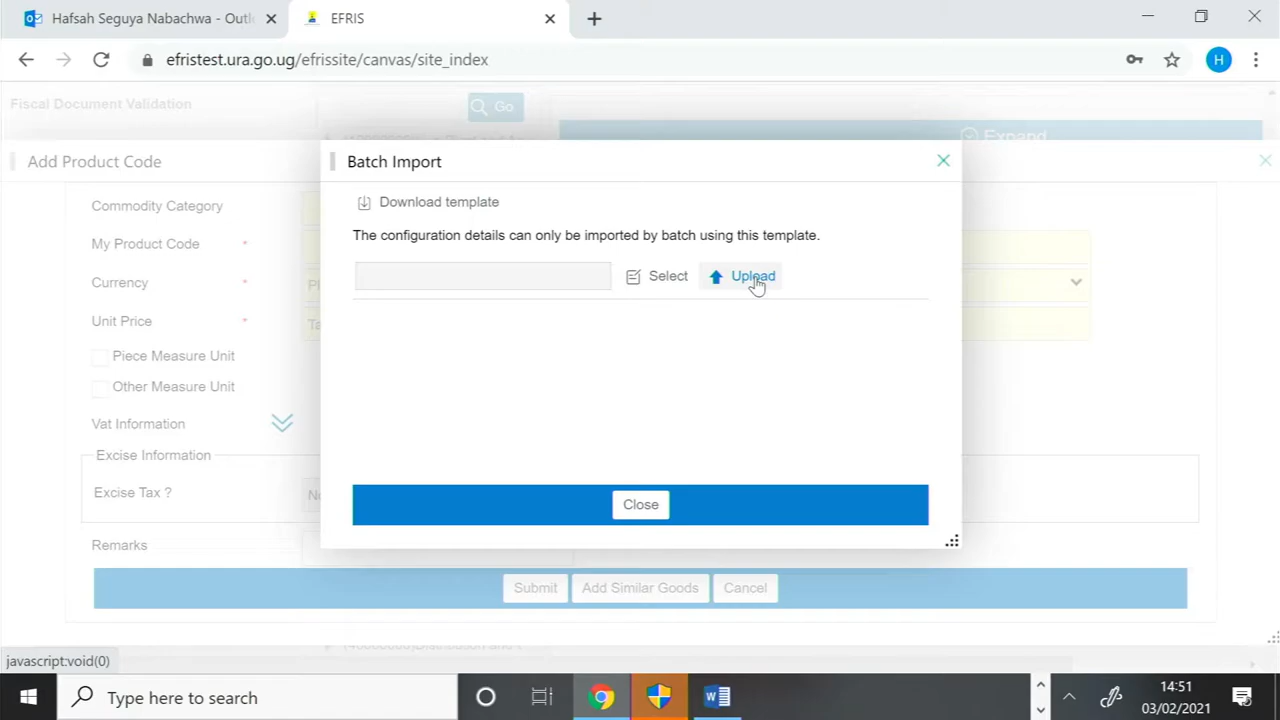 Hafsah Seguya Nabachwa - Outlo
EFRIS
efristest.ura.go.ug/efrissite/canvas/site_index
H
Fiscal Document Validation
Go
Expand
Add Product Code
Batch Import
Download template
Commodity Category
The configuration details can only be imported by batch using this template.
My Product Code *
Select
Upload
Currency *
Unit Price *
Piece Measure Unit
Other Measure Unit
Vat Information
Excise Information
Excise Tax ?
Close
Remarks
Submit
Add Similar Goods
Cancel
javascript:void(0)
Type here to search
14:51
03/02/2021